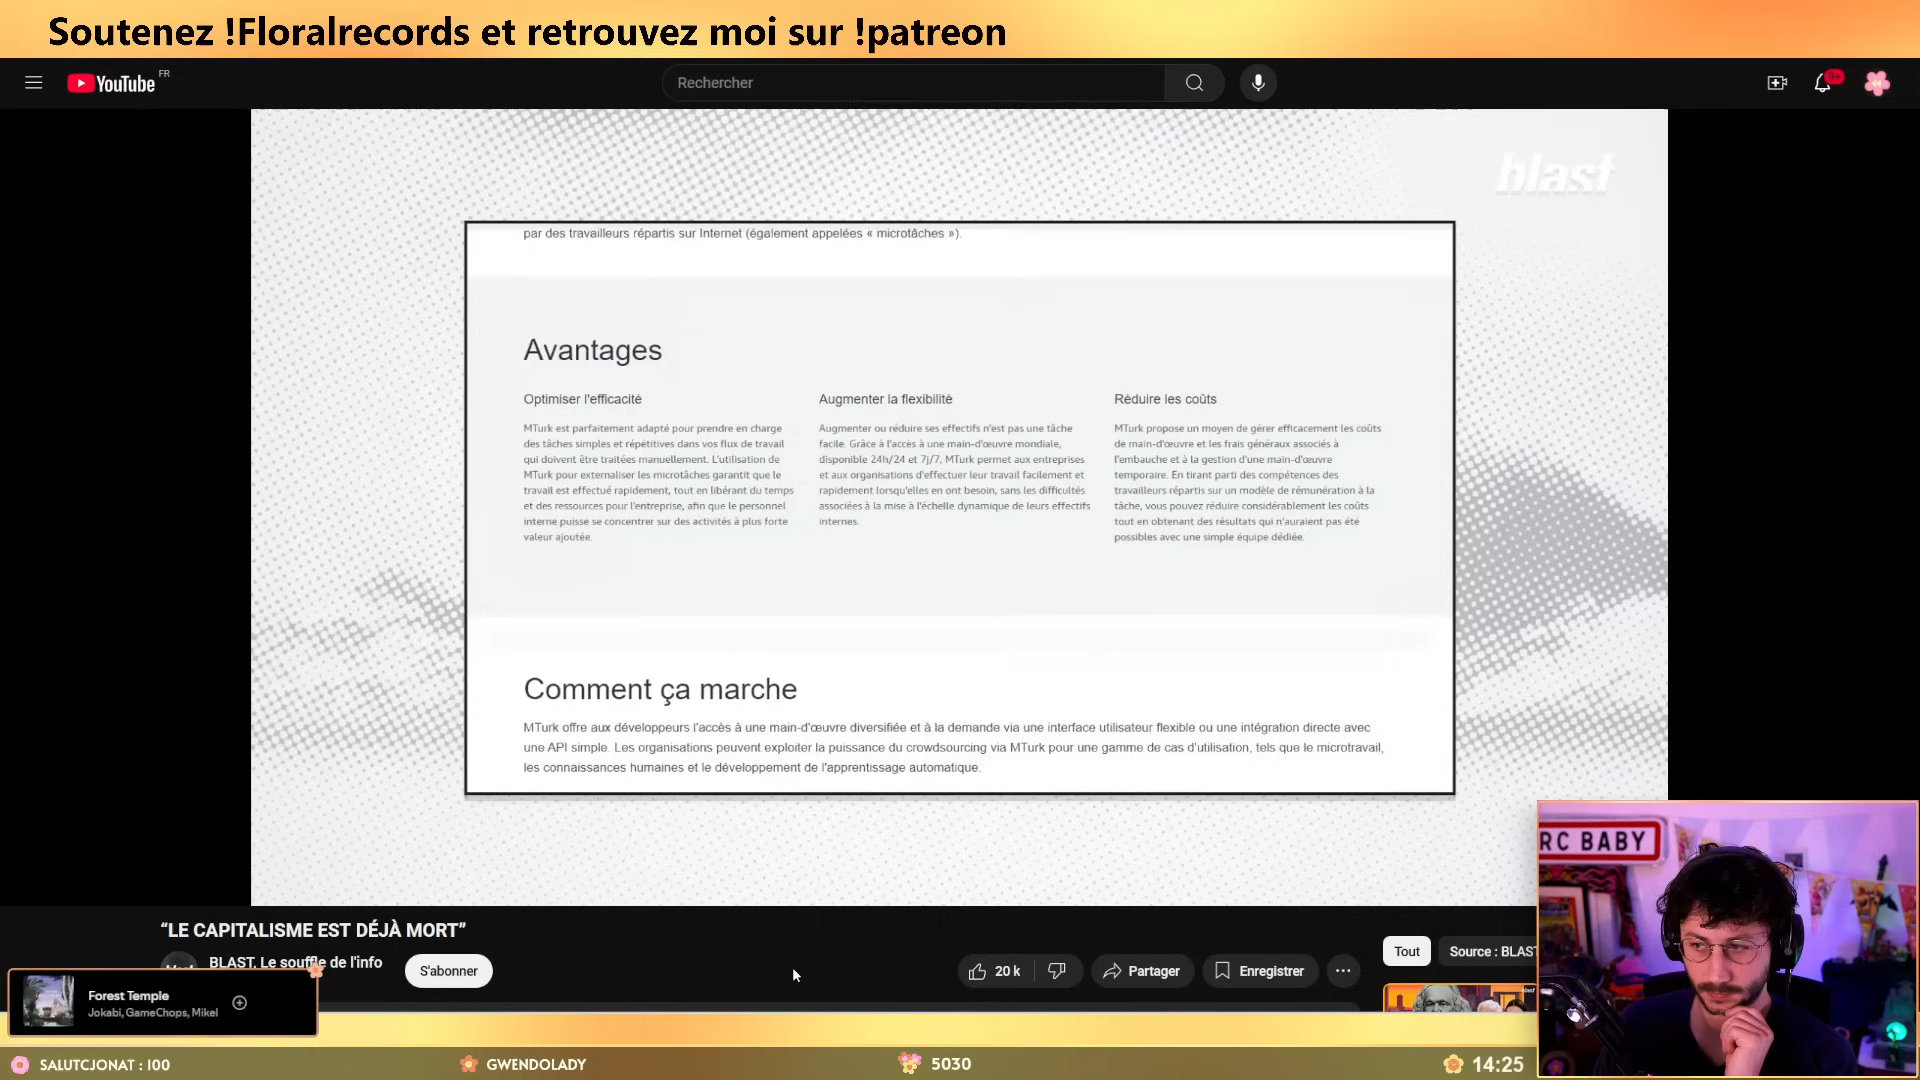 Soutenez !Floralrecords et retrouvez moi sur !patreon
YouTube FR
Rechercher
9+
blast
par des travailleurs répartis sur Internet (également appelées « microtâches »).
Avantages
Optimiser l'efficacité
MTurk est parfaitement adapté pour prendre en charge
des tâches simples et répétitives dans vos flux de travail
qui doivent être traitées manuellement. L'utilisation de
MTurk pour externaliser les microtâches garantit que le
travail est effectué rapidement, tout en libérant du temps
et des ressources pour l'entreprise, afin que le personnel
interne puisse se concentrer sur des activités à plus forte
valeur ajoutée.
Augmenter la flexibilité
Augmenter ou réduire ses effectifs n'est pas une tâche
facile. Grâce à l'accès à une main-d'œuvre mondiale,
disponible 24h/24 et 7j/7, MTurk permet aux entreprises
et aux organisations d'effectuer leur travail facilement et
rapidement lorsqu'elles en ont besoin, sans les difficultés
associées à la mise à l'échelle dynamique de leurs effectifs
internes.
Réduire les coûts
MTurk propose un moyen de gérer efficacement les coûts
de main-d'œuvre et les frais généraux associés à
l'embauche et à la gestion d'une main-d'œuvre
temporaire. En tirant parti des compétences des
travailleurs répartis sur un modèle de rémunération à la
tâche, vous pouvez réduire considérablement les coûts
tout en obtenant des résultats qui n'auraient pas été
possibles avec une simple équipe dédiée.
Comment ça marche
MTurk offre aux développeurs l'accès à une main-d'œuvre diversifiée et à la demande via une interface utilisateur flexible ou une intégration directe avec
une API simple. Les organisations peuvent exploiter la puissance du crowdsourcing via MTurk pour une gamme de cas d'utilisation, tels que le microtravail,
les connaissances humaines et le développement de l'apprentissage automatique.
“LE CAPITALISME EST DÉJÀ MORT”
BLAST, Le souffle de l'info
S'abonner
20 k
Partager
Enregistrer
Tout
Source : BLAST
RC BABY
Forest Temple
Jokabi, GameChops, Mikel
SALUTCJONAT : 100
GWENDOLADY
5030
14:25